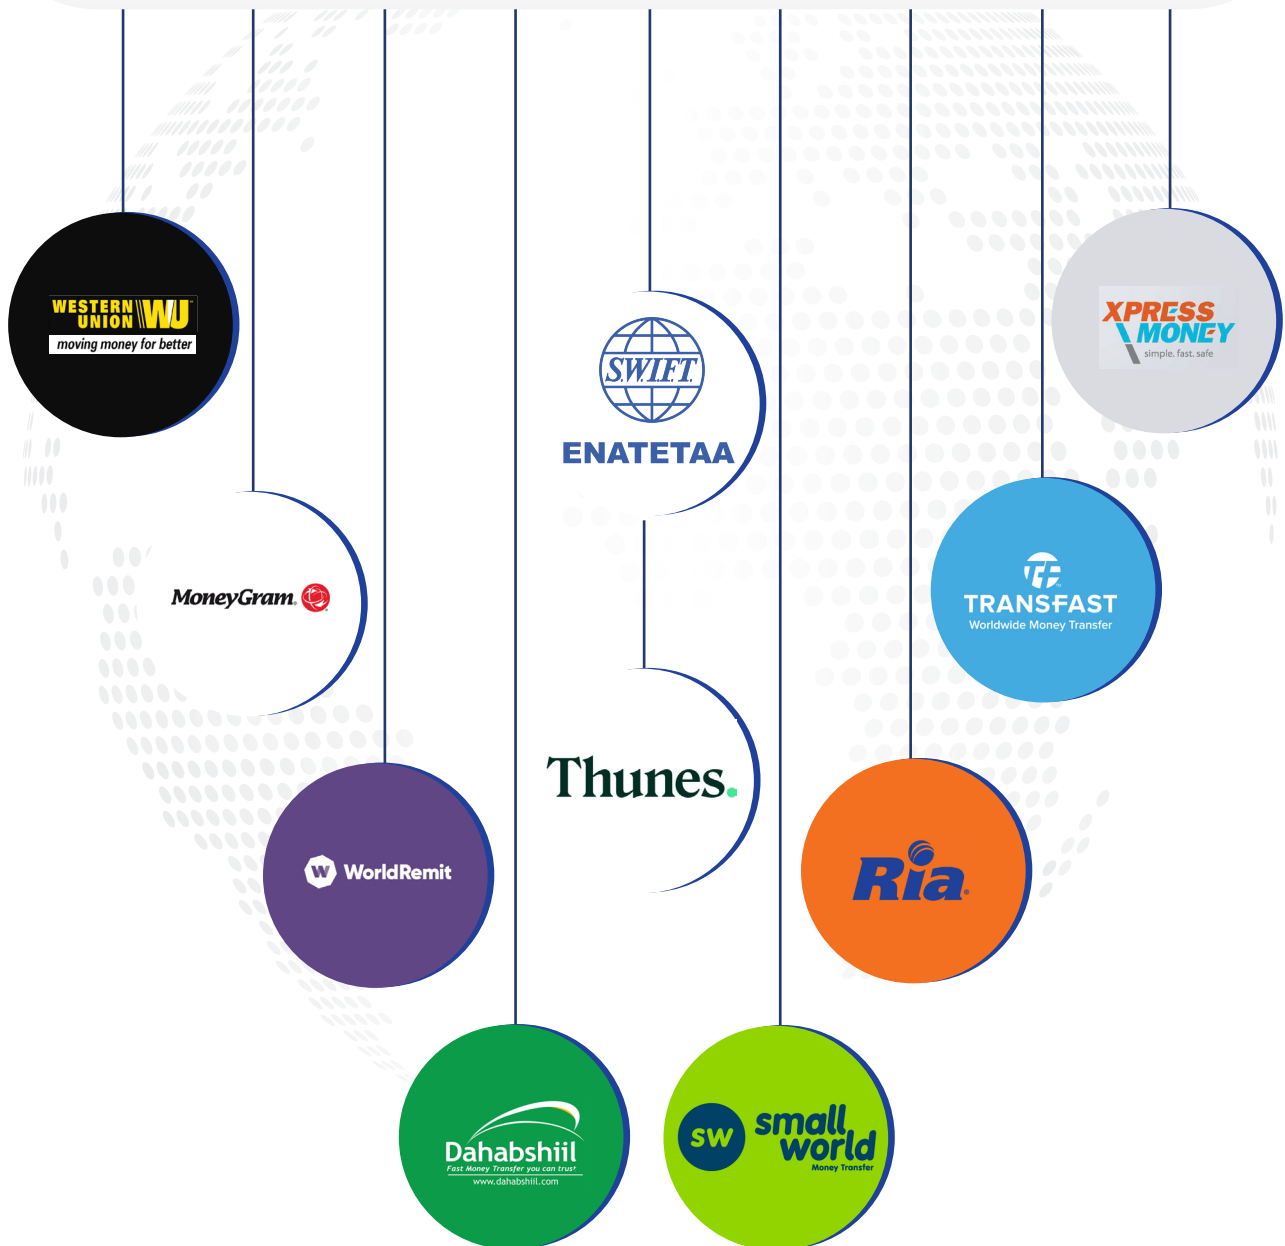 WESTERN
UNION WU
moving money for better
XPRESS
MONEY
simple. fast. safe
S.W.I.F.T.
ENATETAA
MoneyGram
TF
TRANSFAST
Worldwide Money Transfer
Thunes.
W WorldRemit
Ria
Dahabshiil
Fast Money Transfer you can trust
www.dahabshiil.com
sw small
world
Money Transfer